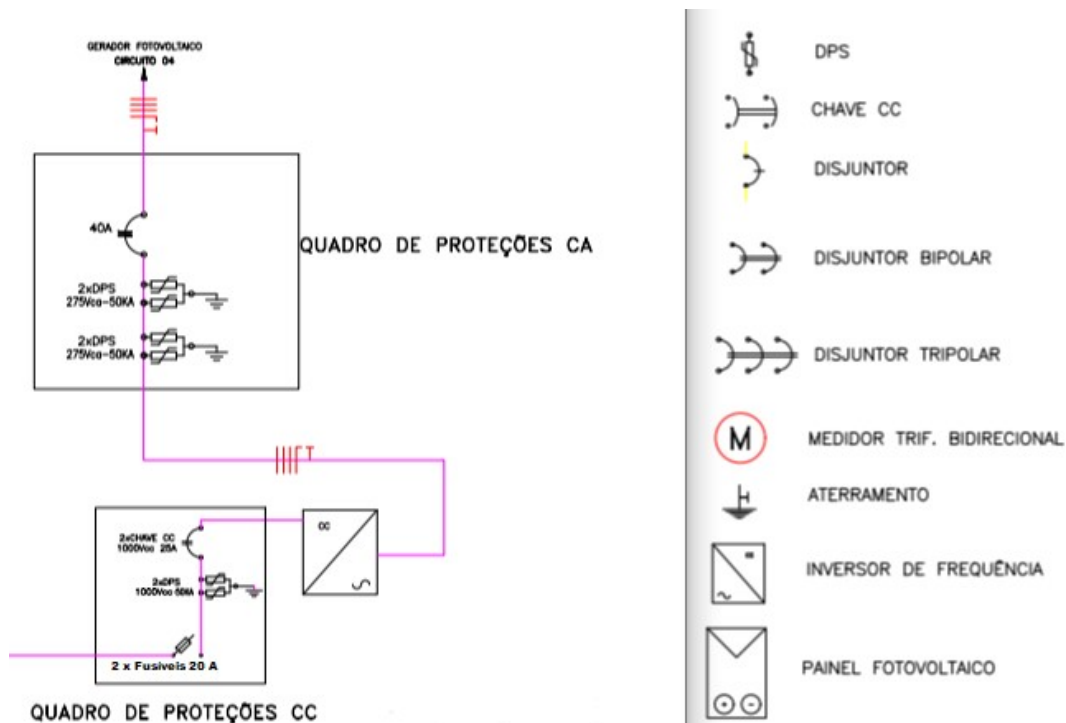 GERADOR FOTOVOLTAICO
CIRCUITO 04
40A
QUADRO DE PROTEÇÕES CA
2xDPS
275Vca-50KA
2xDPS
275Vca-50KA
CC
2xCHAVE CC
1000Vcc 25A
2xDPS
1000Vcc 50KA
2 x Fusíveis 20 A
QUADRO DE PROTEÇÕES CC
DPS
CHAVE CC
DISJUNTOR
DISJUNTOR BIPOLAR
DISJUNTOR TRIPOLAR
M
MEDIDOR TRIF. BIDIRECIONAL
ATERRAMENTO
INVERSOR DE FREQUÊNCIA
PAINEL FOTOVOLTAICO